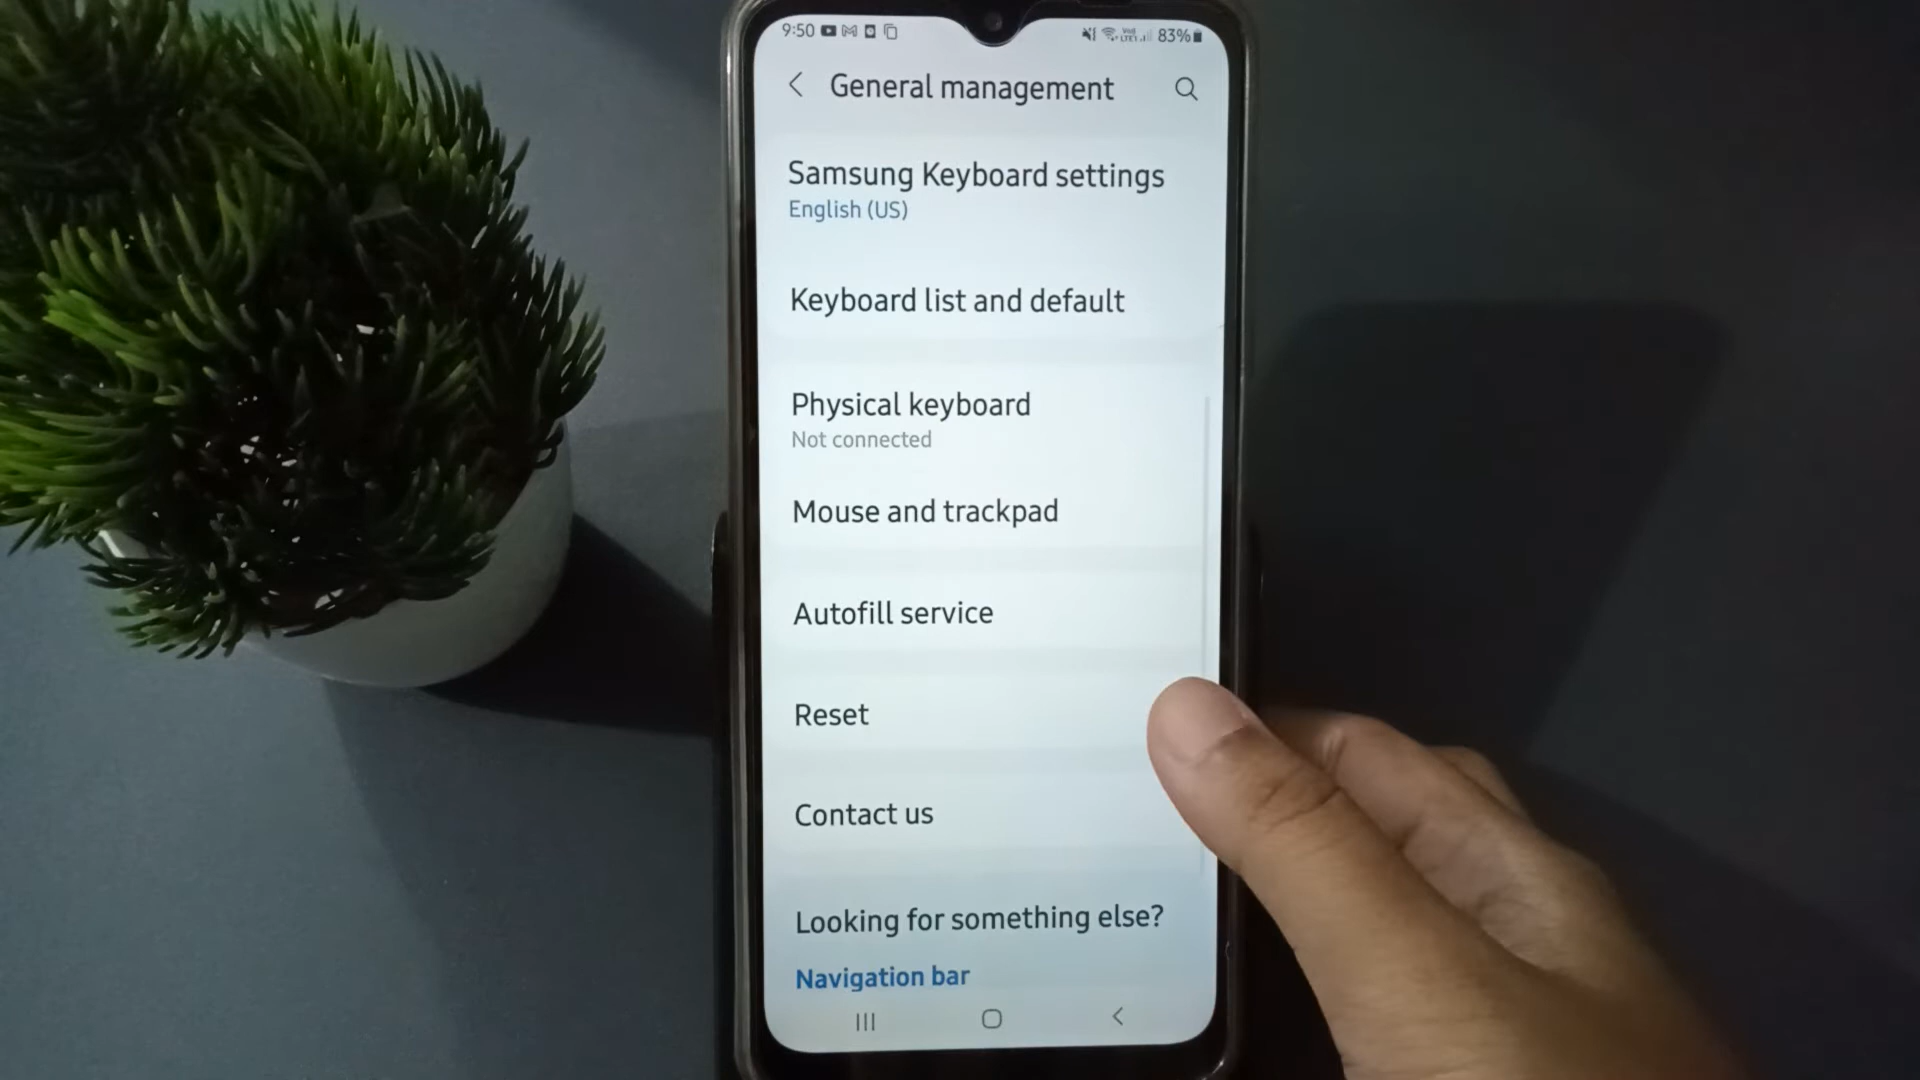 9:50 83%
General management
Samsung Keyboard settings
English (US)
Keyboard list and default
Physical keyboard
Not connected
Mouse and trackpad
Autofill service
Reset
Contact us
Looking for something else?
Navigation bar